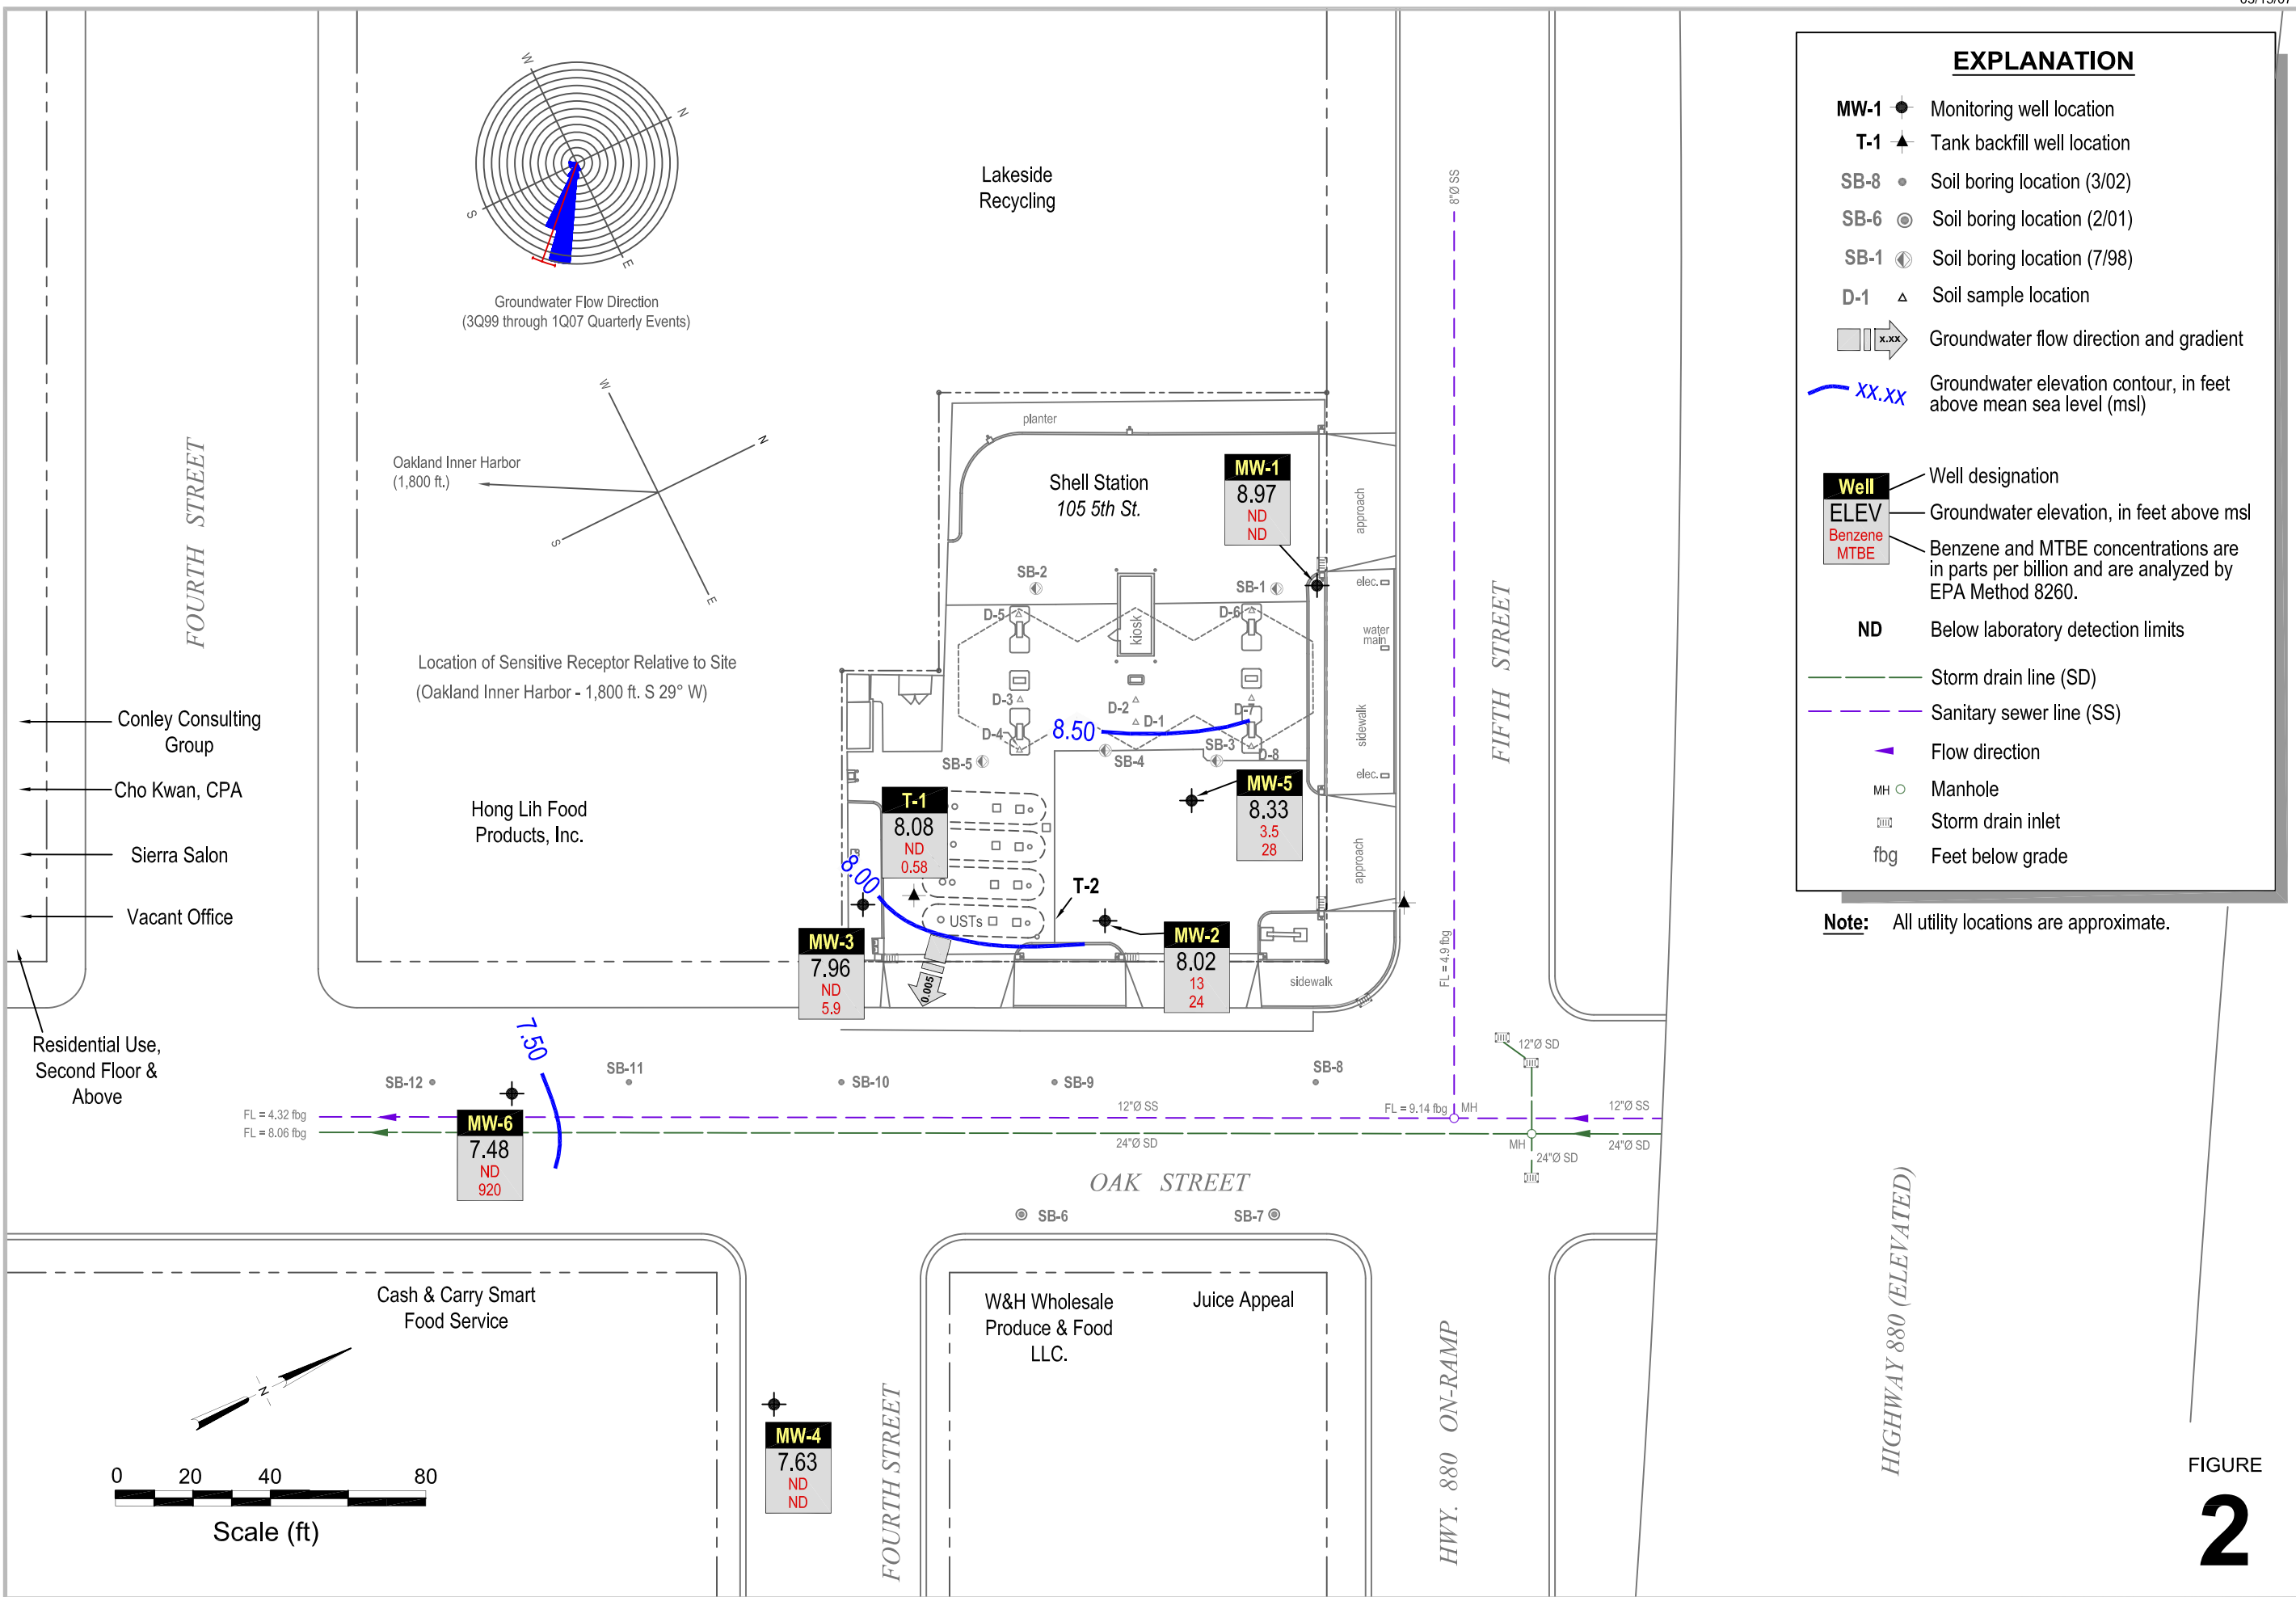 W
N
S
E
Groundwater Flow Direction
(3Q99 through 1Q07 Quarterly Events)
Lakeside
Recycling
8"Ø SS
W
N
S
E
Oakland Inner Harbor
(1,800 ft.)
Location of Sensitive Receptor Relative to Site
(Oakland Inner Harbor - 1,800 ft. S 29° W)
FOURTH STREET
Conley Consulting
Group
Cho Kwan, CPA
Sierra Salon
Vacant Office
Residential Use,
Second Floor &
Above
Hong Lih Food
Products, Inc.
planter
Shell Station
105 5th St.
MW-1
8.97
ND
ND
approach
SB-2
SB-1
elec.
D-5
D-6
kiosk
water
main
D-3
D-2
D-1
D-7
D-4
8.50
SB-3
D-8
SB-5
SB-4
sidewalk
elec.
FIFTH STREET
MW-5
8.33
3.5
28
T-1
8.08
ND
0.58
8.00
approach
T-2
USTs
MW-3
7.96
ND
5.9
0.005
MW-2
8.02
13
24
sidewalk
FL = 4.9 fbg
7.50
SB-12
SB-11
SB-10
SB-9
SB-8
12"Ø SD
FL = 4.32 fbg
FL = 8.06 fbg
12"Ø SS
FL = 9.14 fbg
MH
12"Ø SS
24"Ø SD
MH
24"Ø SD
24"Ø SD
MW-6
7.48
ND
920
OAK STREET
SB-6
SB-7
Cash & Carry Smart
Food Service
W&H Wholesale
Produce & Food
LLC.
Juice Appeal
N
0 20 40 80
Scale (ft)
MW-4
7.63
ND
ND
FOURTH STREET
HWY. 880 ON-RAMP
HIGHWAY 880 (ELEVATED)
EXPLANATION
MW-1 Monitoring well location
T-1 Tank backfill well location
SB-8 Soil boring location (3/02)
SB-6 Soil boring location (2/01)
SB-1 Soil boring location (7/98)
D-1 Soil sample location
x.xx Groundwater flow direction and gradient
XX.XX Groundwater elevation contour, in feet
above mean sea level (msl)
Well
ELEV
Benzene
MTBE
Well designation
Groundwater elevation, in feet above msl
Benzene and MTBE concentrations are
in parts per billion and are analyzed by
EPA Method 8260.
ND Below laboratory detection limits
Storm drain line (SD)
Sanitary sewer line (SS)
Flow direction
MH Manhole
Storm drain inlet
fbg Feet below grade
Note: All utility locations are approximate.
FIGURE
2